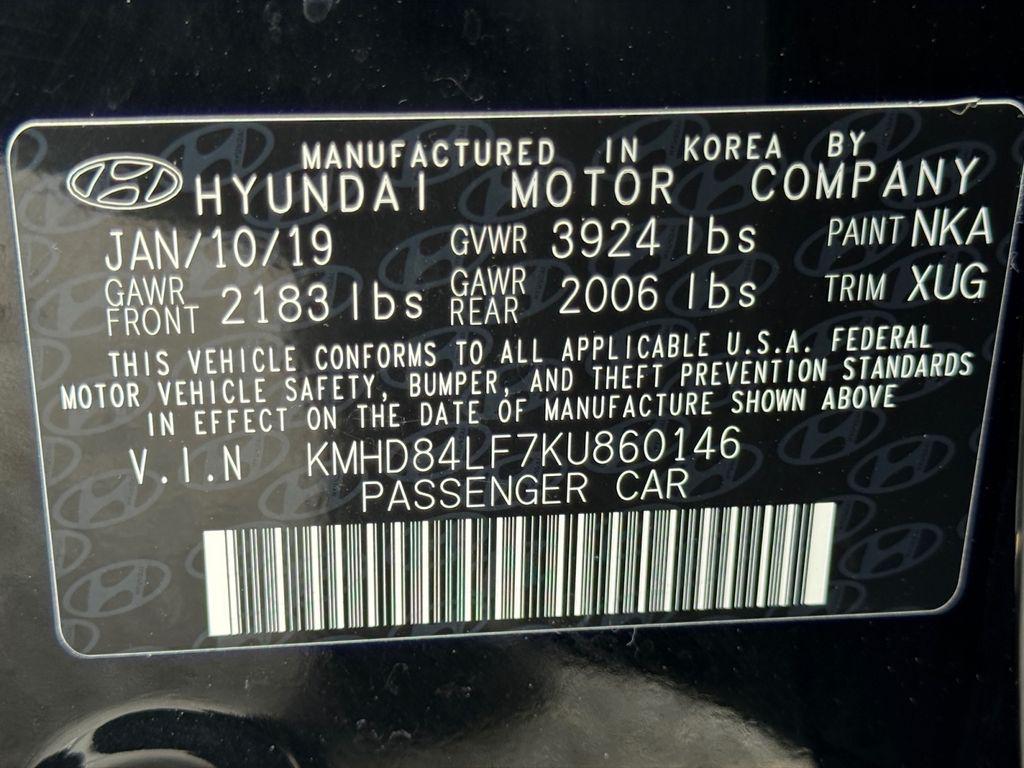 MANUFACTURED IN KOREA BY
HYUNDAI MOTOR COMPANY
JAN/10/19 GVWR 3924 lbs PAINT NKA
GAWR FRONT 2183 lbs GAWR REAR 2006 lbs TRIM XUG
THIS VEHICLE CONFORMS TO ALL APPLICABLE U.S.A. FEDERAL
MOTOR VEHICLE SAFETY, BUMPER, AND THEFT PREVENTION STANDARDS
IN EFFECT ON THE DATE OF MANUFACTURE SHOWN ABOVE
V.I.N KMHD84LF7KU860146
PASSENGER CAR